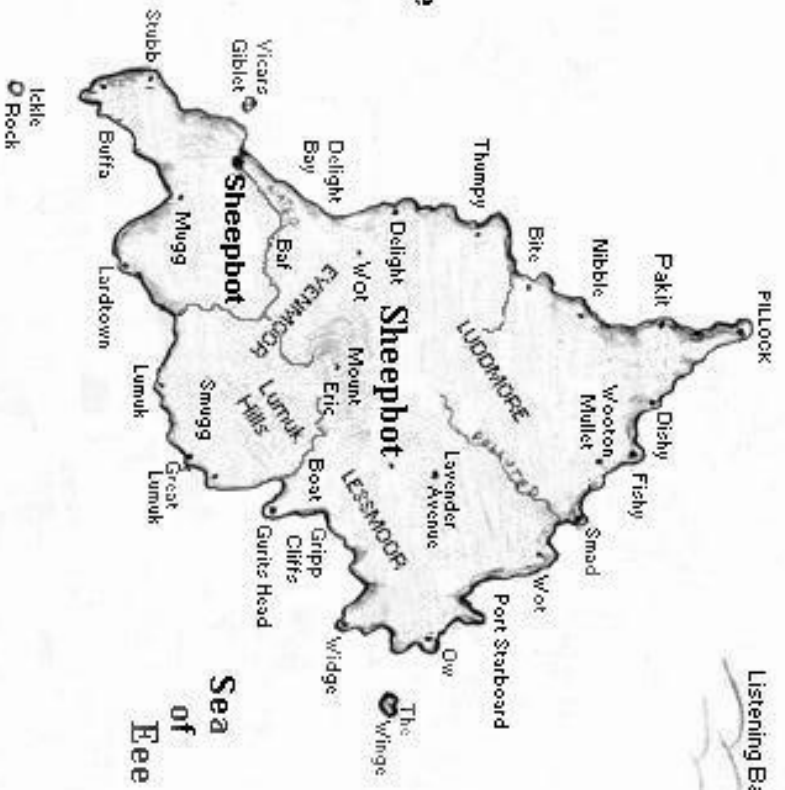 PILLOCK
Listening Ba
Pakit
Dishy
Fishy
Nibble
Wooton
Mullet
Smad
Bite
Wot
Port Starboard
LUDDMORE
Thumpy
Lavender
Avenue
Ow
The
Winge
Delight
Sheepbot
LESSMOOR
Wot
Mount
Eric
Delight
Bay
Widge
Gripp
Cliffs
Boat
EVENMOOR
Baf
Lumuk
Hills
Gurits Head
Vicars
Giblet
Sheepbot
Smugg
Sea
of
Eee
Mugg
Great
Lumuk
Stubb
Lumuk
Buffa
Lardtown
Ickle
Rock